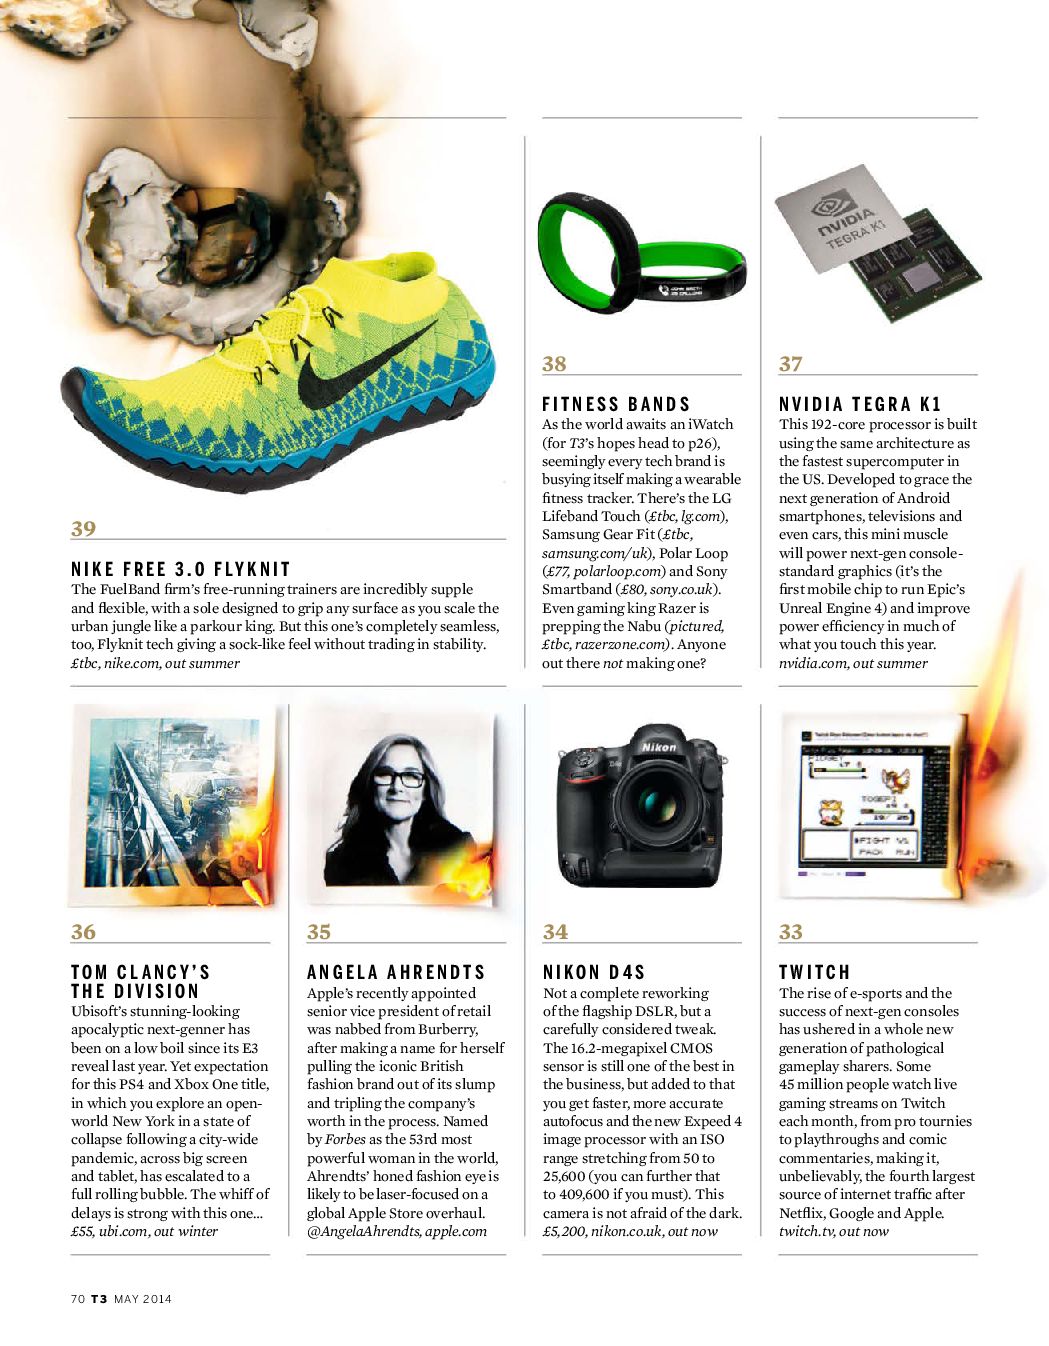 NVIDIA
TEGRA K1
JOHN SMITH
IS CALLING
39
NIKE FREE 3.0 FLYKNIT
The FuelBand firm's free-running trainers are incredibly supple
and flexible, with a sole designed to grip any surface as you scale the
urban jungle like a parkour king. But this one's completely seamless,
too, Flyknit tech giving a sock-like feel without trading in stability.
£tbc, nike.com, out summer
38
FITNESS BANDS
As the world awaits an iWatch
(for T3's hopes head to p26),
seemingly every tech brand is
busying itself making a wearable
fitness tracker. There's the LG
Lifeband Touch (£tbc, lg.com),
Samsung Gear Fit (£tbc,
samsung.com/uk), Polar Loop
(£77, polarloop.com) and Sony
Smartband (£80, sony.co.uk).
Even gaming king Razer is
prepping the Nabu (pictured,
£tbc, razerzone.com). Anyone
out there not making one?
37
NVIDIA TEGRA K1
This 192-core processor is built
using the same architecture as
the fastest supercomputer in
the US. Developed to grace the
next generation of Android
smartphones, televisions and
even cars, this mini muscle
will power next-gen console-
standard graphics (it's the
first mobile chip to run Epic's
Unreal Engine 4) and improve
power efficiency in much of
what you touch this year.
nvidia.com, out summer
36
TOM CLANCY'S
THE DIVISION
Ubisoft's stunning-looking
apocalyptic next-genner has
been on a low boil since its E3
reveal last year. Yet expectation
for this PS4 and Xbox One title,
in which you explore an open-
world New York in a state of
collapse following a city-wide
pandemic, across big screen
and tablet, has escalated to a
full rolling bubble. The whiff of
delays is strong with this one...
£55, ubi.com, out winter
35
ANGELA AHRENDTS
Apple's recently appointed
senior vice president of retail
was nabbed from Burberry,
after making a name for herself
pulling the iconic British
fashion brand out of its slump
and tripling the company's
worth in the process. Named
by Forbes as the 53rd most
powerful woman in the world,
Ahrendts' honed fashion eye is
likely to be laser-focused on a
global Apple Store overhaul.
@AngelaAhrendts, apple.com
Nikon
D4s
34
NIKON D4S
Not a complete reworking
of the flagship DSLR, but a
carefully considered tweak.
The 16.2-megapixel CMOS
sensor is still one of the best in
the business, but added to that
you get faster, more accurate
autofocus and the new Expeed 4
image processor with an ISO
range stretching from 50 to
25,600 (you can further that
to 409,600 if you must). This
camera is not afraid of the dark.
£5,200, nikon.co.uk, out now
PIDGEY
TOGEPI
19/ 26
FIGHT
PACK RUN
33
TWITCH
The rise of e-sports and the
success of next-gen consoles
has ushered in a whole new
generation of pathological
gameplay sharers. Some
45 million people watch live
gaming streams on Twitch
each month, from pro tournies
to playthroughs and comic
commentaries, making it,
unbelievably, the fourth largest
source of internet traffic after
Netflix, Google and Apple.
twitch.tv, out now
70 T3 MAY 2014